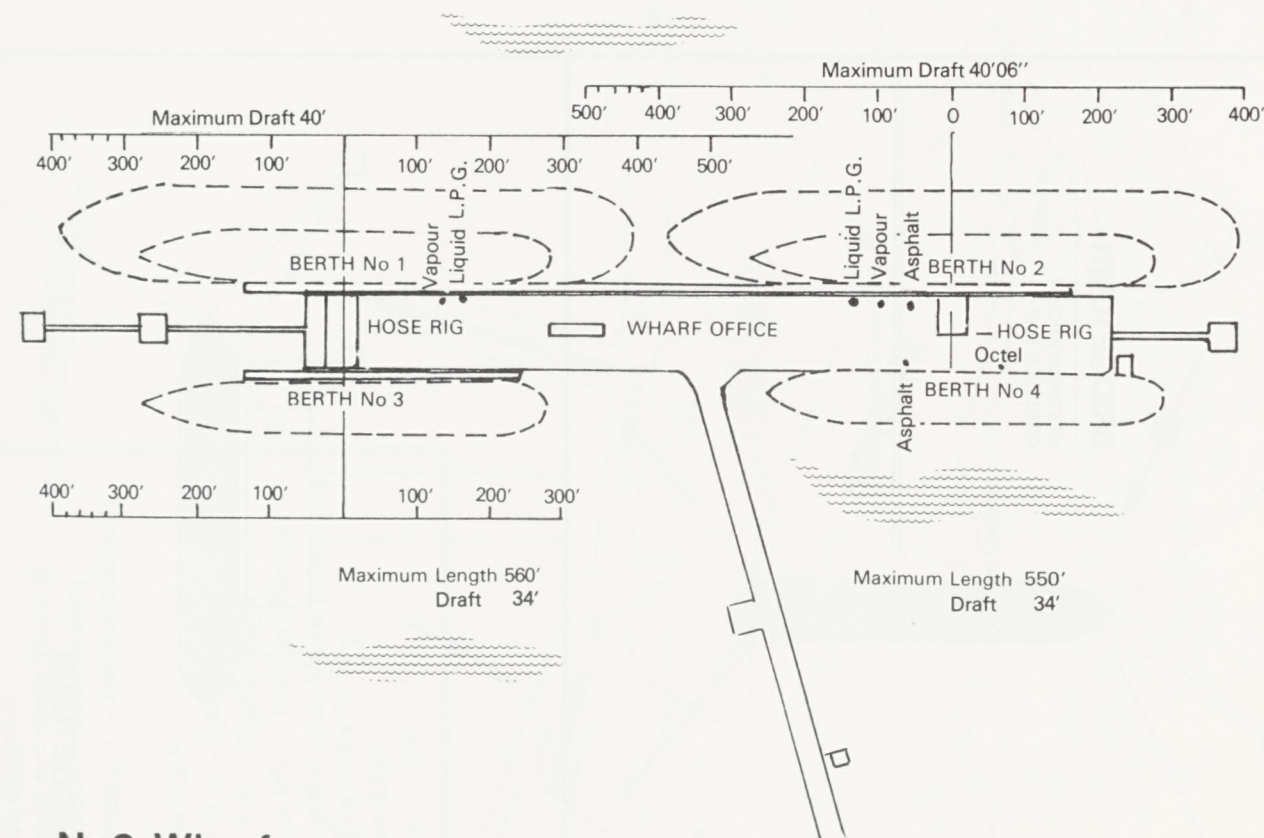 Maximum Draft 40'06"
500' 400' 300' 200' 100' 0 100' 200' 300' 400'
Maximum Draft 40'
400' 300' 200' 100' 100' 200' 300' 400' 500'
Vapour
Liquid L.P.G.
Liquid L.P.G.
Vapour
Asphalt
BERTH No 1
BERTH No 2
HOSE RIG
WHARF OFFICE
HOSE RIG
Octel
BERTH No 3
BERTH No 4
Asphalt
400' 300' 200' 100' 100' 200' 300'
Maximum Length 560'
Draft 34'
Maximum Length 550'
Draft 34'